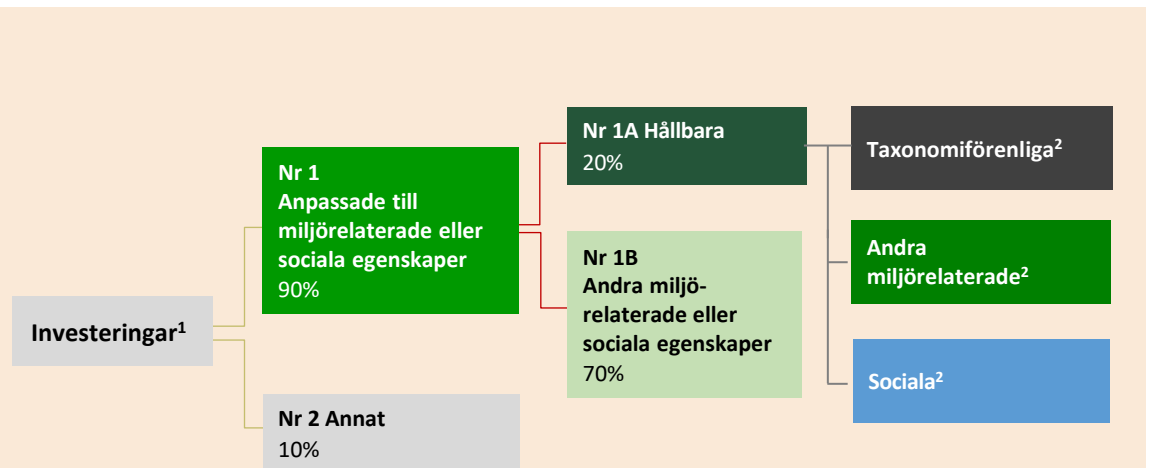 Investeringar¹
Nr 1
Anpassade till
miljörelaterade eller
sociala egenskaper
90%
Nr 2 Annat
10%
Nr 1A Hållbara
20%
Nr 1B
Andra miljö-
relaterade eller
sociala egenskaper
70%
Taxonomiförenliga²
Andra
miljörelaterade²
Sociala²